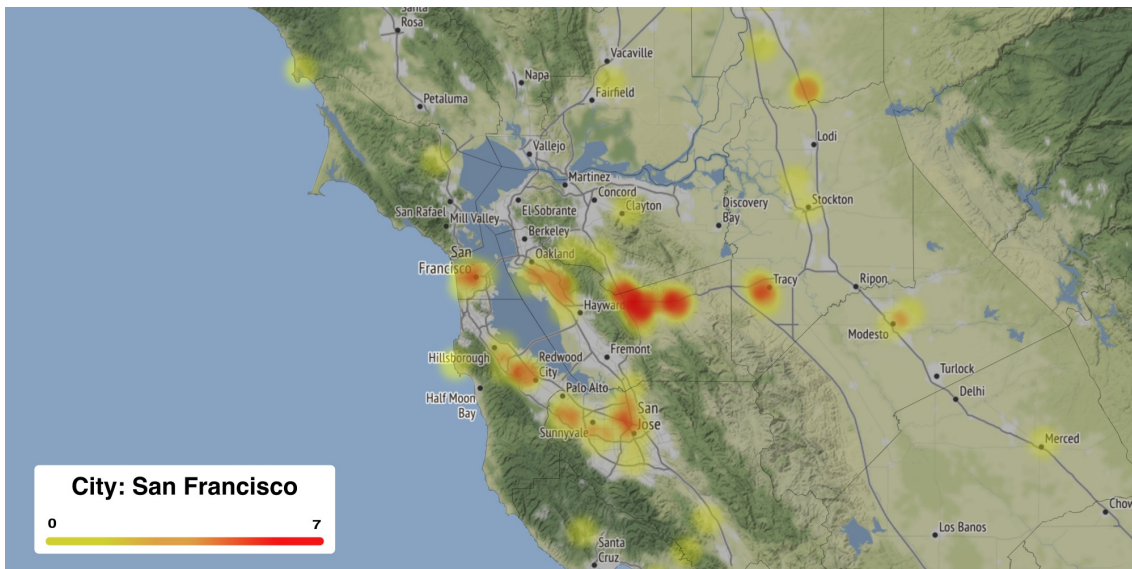 Santa
Rosa
Vacaville
Napa
Fairfield
Petaluma
Lodi
Vallejo
Martinez
Concord
San Rafael
El Sobrante
Clayton
Discovery
Bay
Stockton
Mill Valley
Berkeley
San
Francisco
Oakland
Tracy
Ripon
Hayward
Modesto
Hillsborough
Redwood
City
Fremont
Turlock
Half Moon
Bay
Palo Alto
Delhi
San
Jose
Sunnyvale
Merced
City: San Francisco
0
7
Chow
Los Banos
Santa
Cruz